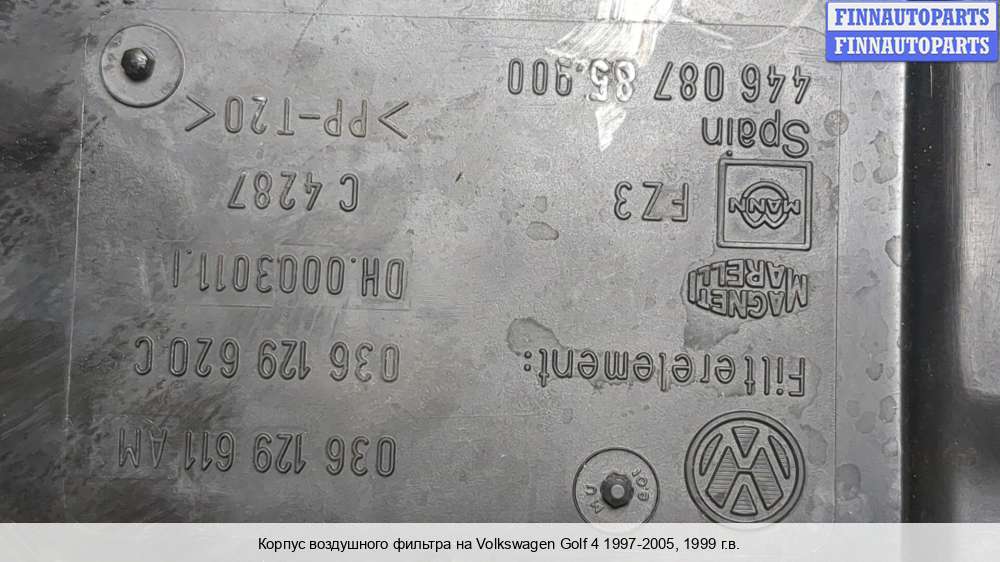 FINNAUTOPARTS
FINNAUTOPARTS
036 129 611 AM
Filterelement:
036 129 620 C
MAGNETI
MARELLI
DH.0003011.1
MANN
FZ3
C 4287
Spain
>PP-T20<
446 087 85.900
Корпус воздушного фильтра на Volkswagen Golf 4 1997-2005, 1999 г.в.